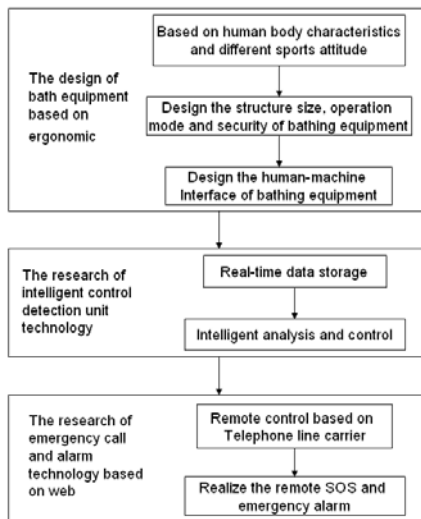 The design of
bath equipment
based on
ergonomic
Based on human body characteristics
and different sports attitude
Design the structure size, operation
mode and security of bathing equipment
Design the human-machine
Interface of bathing equipment
The research of
intelligent control
detection unit
technology
Real-time data storage
Intelligent analysis and control
The research of
emergency call
and alarm
technology based
on web
Remote control based on
Telephone line carrier
Realize the remote SOS and
emergency alarm